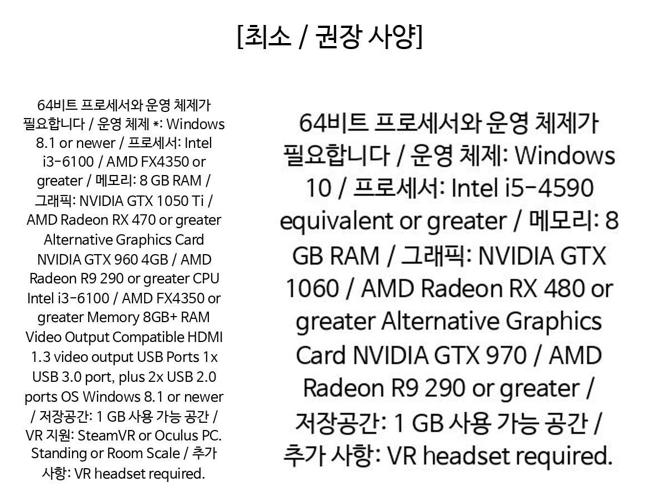 [최소 / 권장 사양]
64비트 프로세서와 운영 체제가
필요합니다 / 운영 체제 *: Windows
8.1 or newer / 프로세서: Intel
i3-6100 / AMD FX4350 or
greater / 메모리: 8 GB RAM /
그래픽: NVIDIA GTX 1050 Ti /
AMD Radeon RX 470 or greater
Alternative Graphics Card
NVIDIA GTX 960 4GB / AMD
Radeon R9 290 or greater CPU
Intel i3-6100 / AMD FX4350 or
greater Memory 8GB+ RAM
Video Output Compatible HDMI
1.3 video output USB Ports 1x
USB 3.0 port, plus 2x USB 2.0
ports OS Windows 8.1 or newer
/ 저장공간: 1 GB 사용 가능 공간 /
VR 지원: SteamVR or Oculus PC.
Standing or Room Scale / 추가
사항: VR headset required.
64비트 프로세서와 운영 체제가
필요합니다 / 운영 체제: Windows
10 / 프로세서: Intel i5-4590
equivalent or greater / 메모리: 8
GB RAM / 그래픽: NVIDIA GTX
1060 / AMD Radeon RX 480 or
greater Alternative Graphics
Card NVIDIA GTX 970 / AMD
Radeon R9 290 or greater /
저장공간: 1 GB 사용 가능 공간 /
추가 사항: VR headset required.